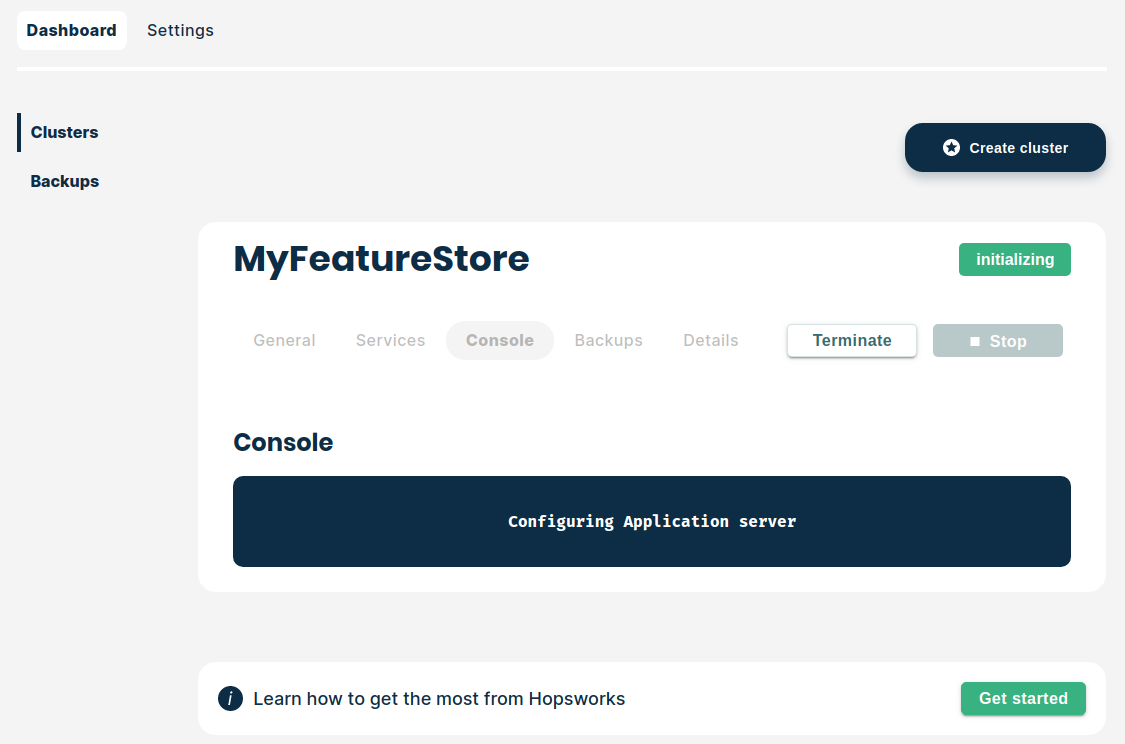 Dashboard Settings
Clusters
Create cluster
Backups
MyFeatureStore
initializing
General Services Console Backups Details Terminate Stop
Console
Configuring Application server
i Learn how to get the most from Hopsworks
Get started